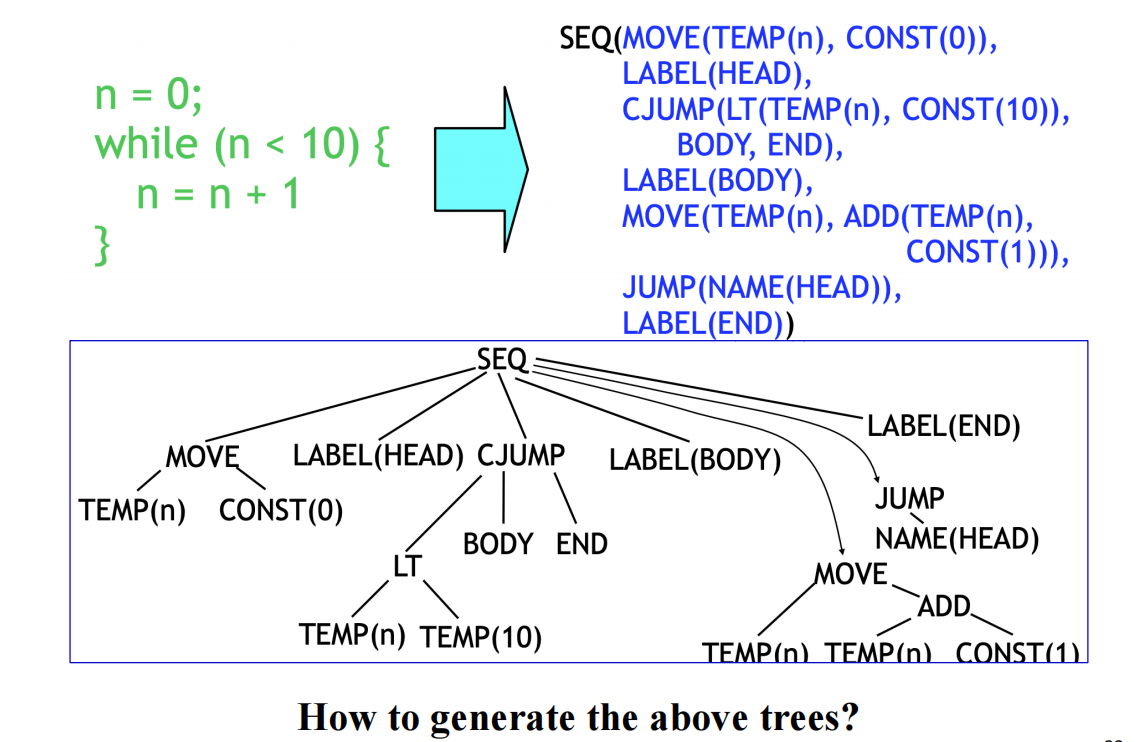 n = 0;
while (n < 10) {
n = n + 1
}
SEQ(MOVE(TEMP(n), CONST(0)),
LABEL(HEAD),
CJUMP(LT(TEMP(n), CONST(10)),
BODY, END),
LABEL(BODY),
MOVE(TEMP(n), ADD(TEMP(n),
CONST(1))),
JUMP(NAME(HEAD)),
LABEL(END))
SEQ
LABEL(END)
MOVE LABEL(HEAD) CJUMP LABEL(BODY)
JUMP
TEMP(n) CONST(0)
BODY END NAME(HEAD)
LT MOVE
ADD
TEMP(n) TEMP(10)
TEMP(n) TEMP(n) CONST(1)
How to generate the above trees?